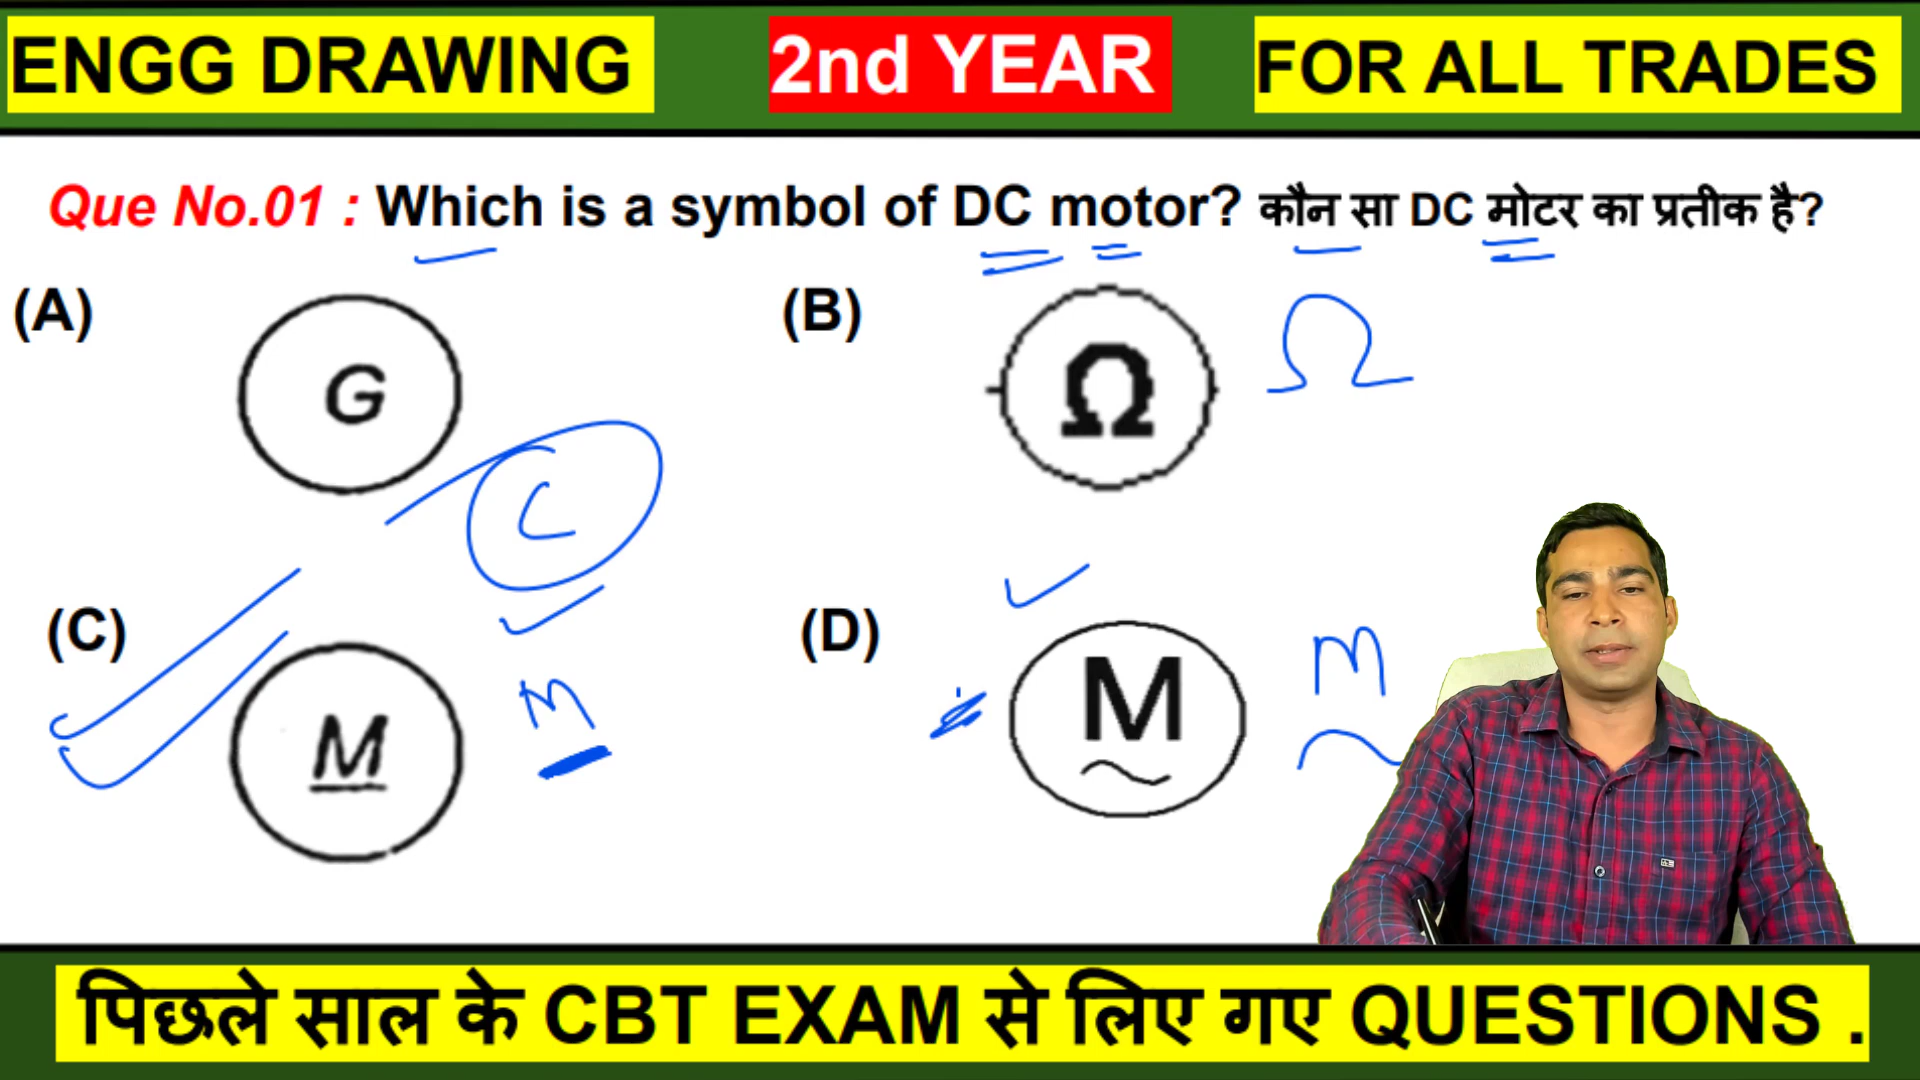 ENGG DRAWING 2nd YEAR FOR ALL TRADES
Que No.01 : Which is a symbol of DC motor? कौन सा DC मोटर का प्रतीक है?
(A) G
(B) Ω Ω
C
(C) M M
(D) M M
पिछले साल के CBT EXAM से लिए गए QUESTIONS .